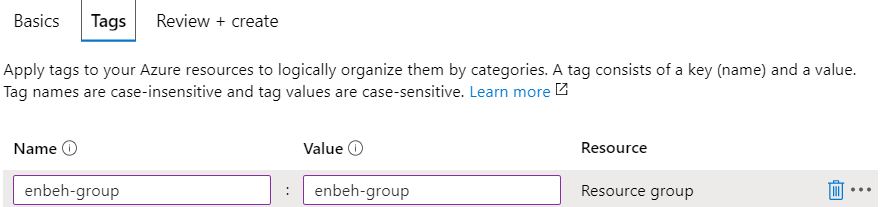 Basics Tags Review + create
Apply tags to your Azure resources to logically organize them by categories. A tag consists of a key (name) and a value.
Tag names are case-insensitive and tag values are case-sensitive. Learn more
Name Value Resource
enbeh-group : enbeh-group Resource group